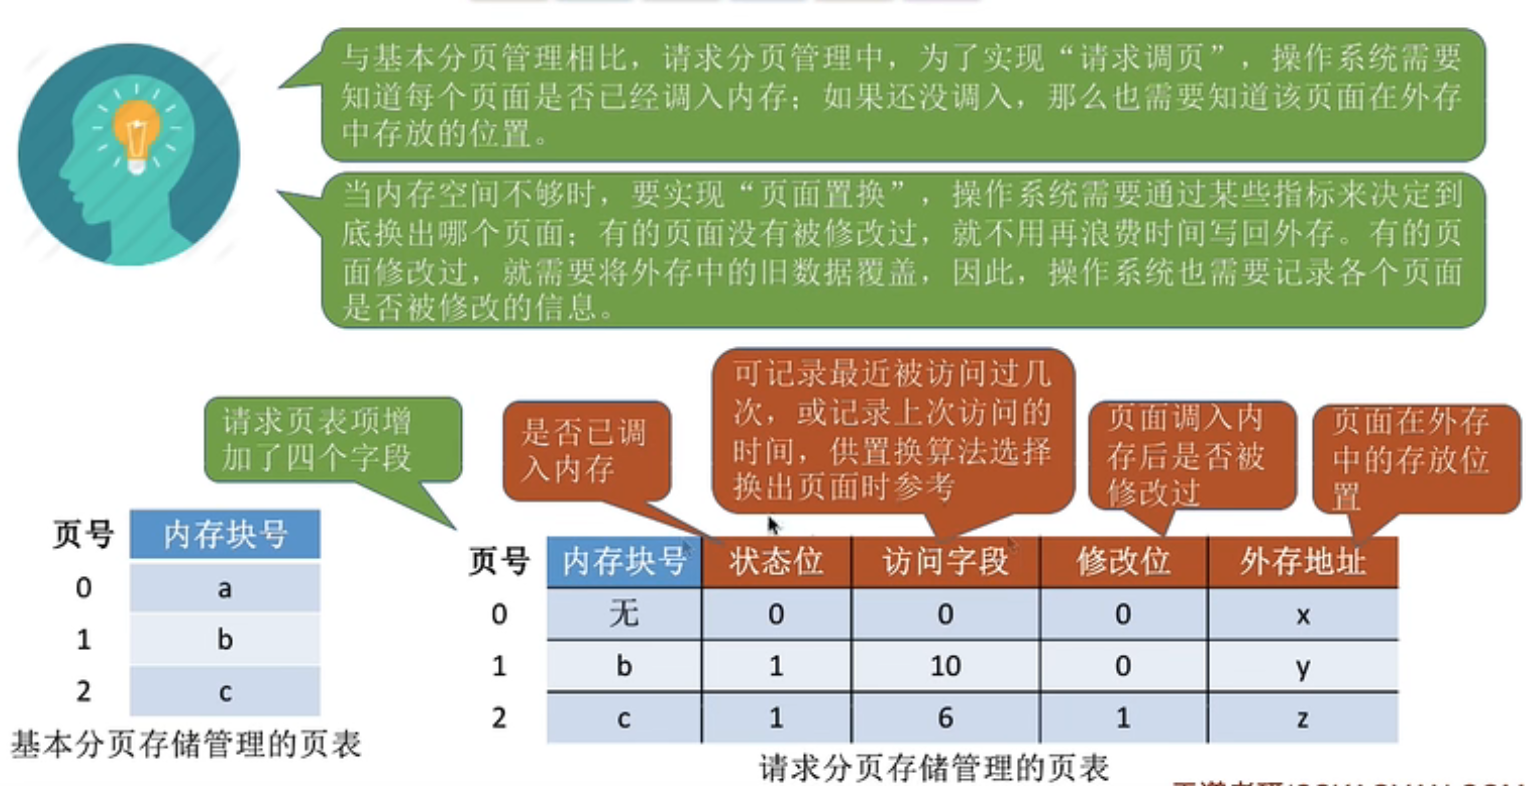 与基本分页管理相比，请求分页管理中，为了实现“请求调页”，操作系统需要
知道每个页面是否已经调入内存；如果还没调入，那么也需要知道该页面在外存
中存放的位置。
当内存空间不够时，要实现“页面置换”，操作系统需要通过某些指标来决定到
底换出哪个页面；有的页面没有被修改过，就不用再浪费时间写回外存。有的页
面修改过，就需要将外存中的旧数据覆盖，因此，操作系统也需要记录各个页面
是否被修改的信息。
请求页表项增
加了四个字段
是否已调
入内存
可记录最近被访问过几
次，或记录上次访问的
时间，供置换算法选择
换出页面时参考
页面调入内
存后是否被
修改过
页面在外存
中的存放位
置
页号 内存块号
0 a
1 b
2 c
基本分页存储管理的页表
页号 内存块号 状态位 访问字段 修改位 外存地址
0 无 0 0 0 x
1 b 1 10 0 y
2 c 1 6 1 z
请求分页存储管理的页表